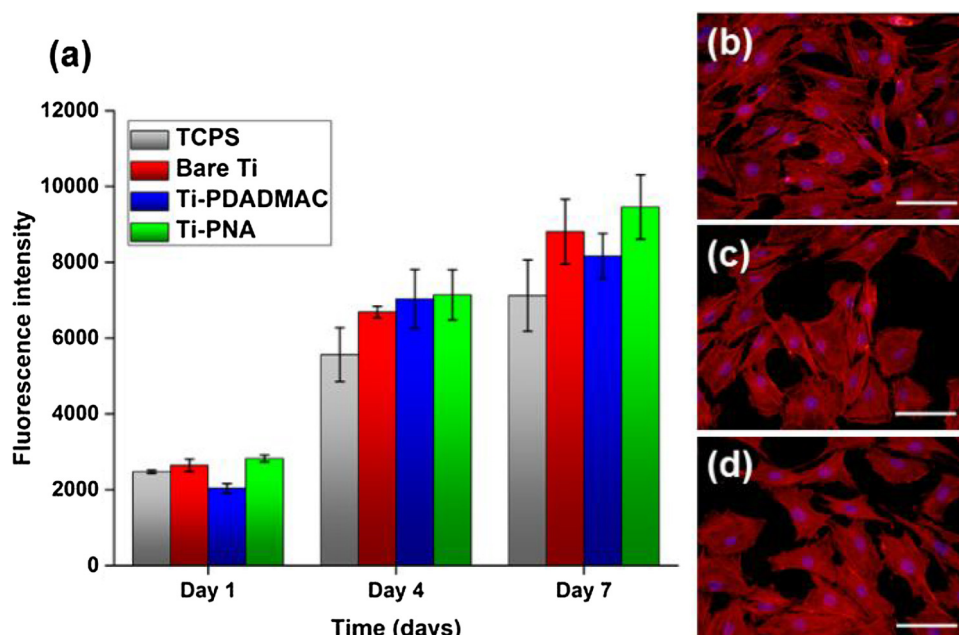 (a)
Fluorescence intensity
12000
10000
8000
6000
4000
2000
0
TCPS
Bare Ti
Ti-PDADMAC
Ti-PNA
Day 1
Day 4
Day 7
Time (days)
(b)
(c)
(d)